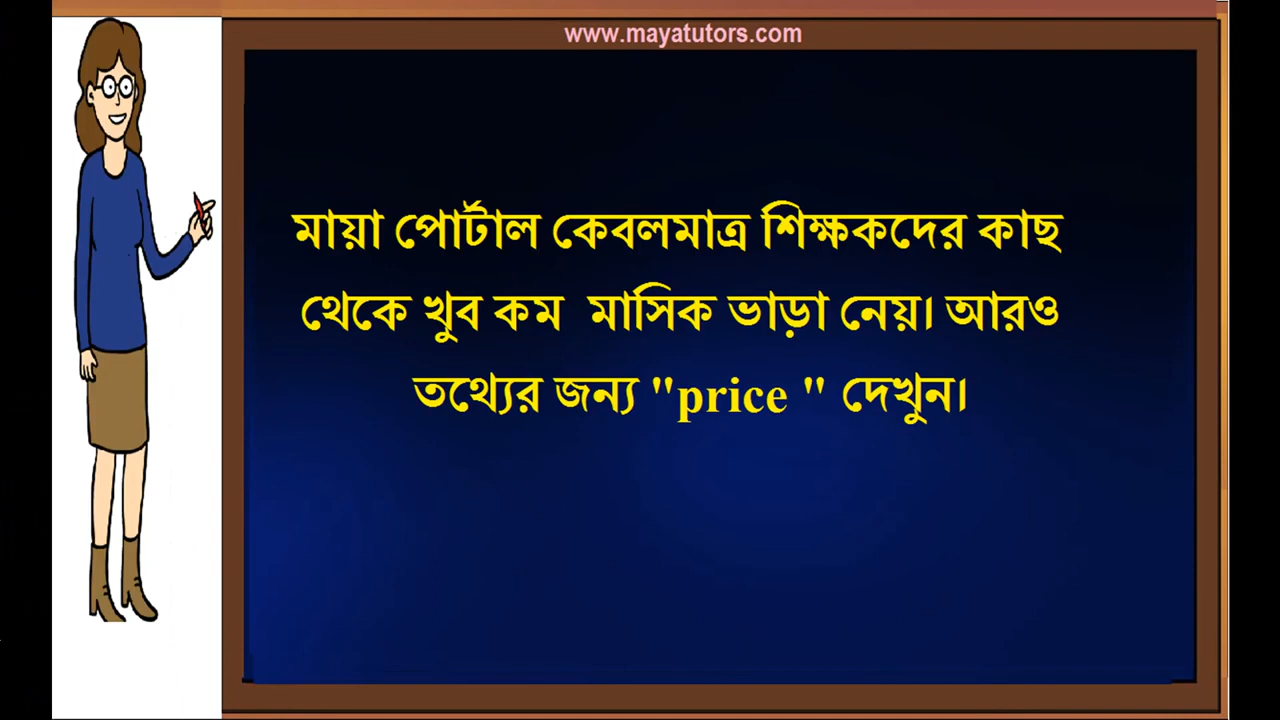 www.mayatutors.com
মায়া পোর্টাল কেবলমাত্র শিক্ষকদের কাছ
থেকে খুব কম মাসিক ভাড়া নেয়। আরও
তথ্যের জন্য "price " দেখুন।